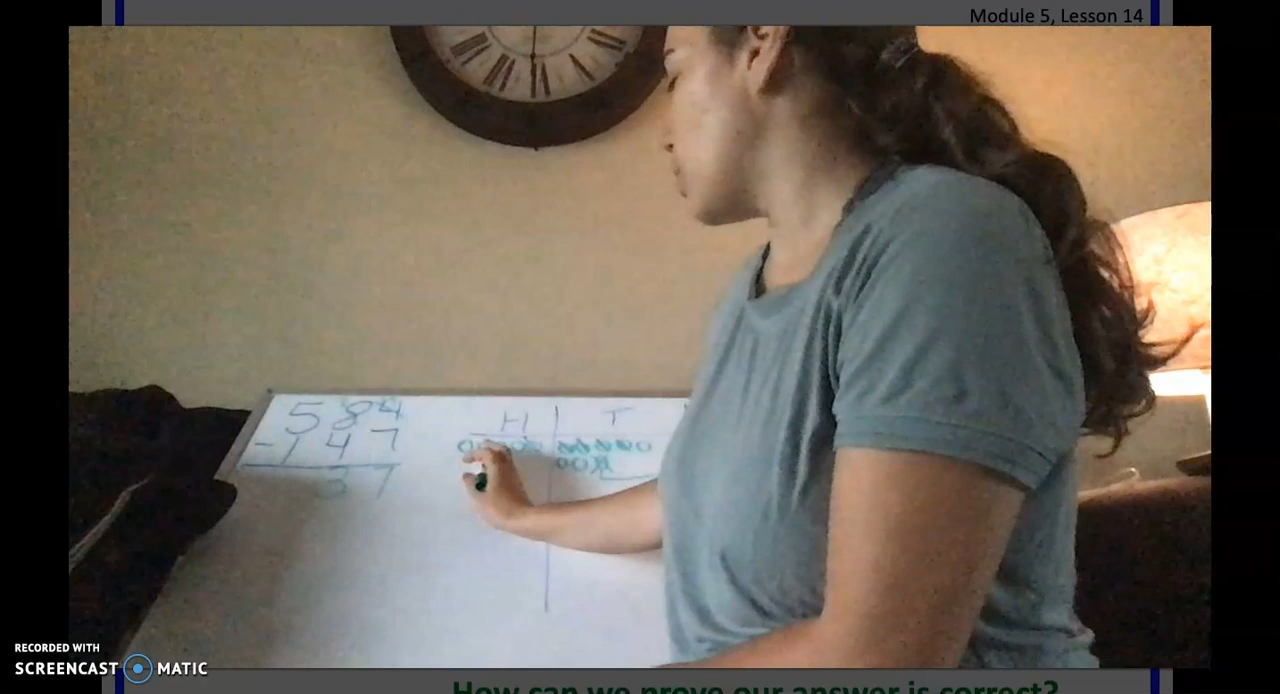 Module 5, Lesson 14
584
H T
- 147
37
RECORDED WITH
SCREENCAST MATIC
How can we prove our answer is correct?